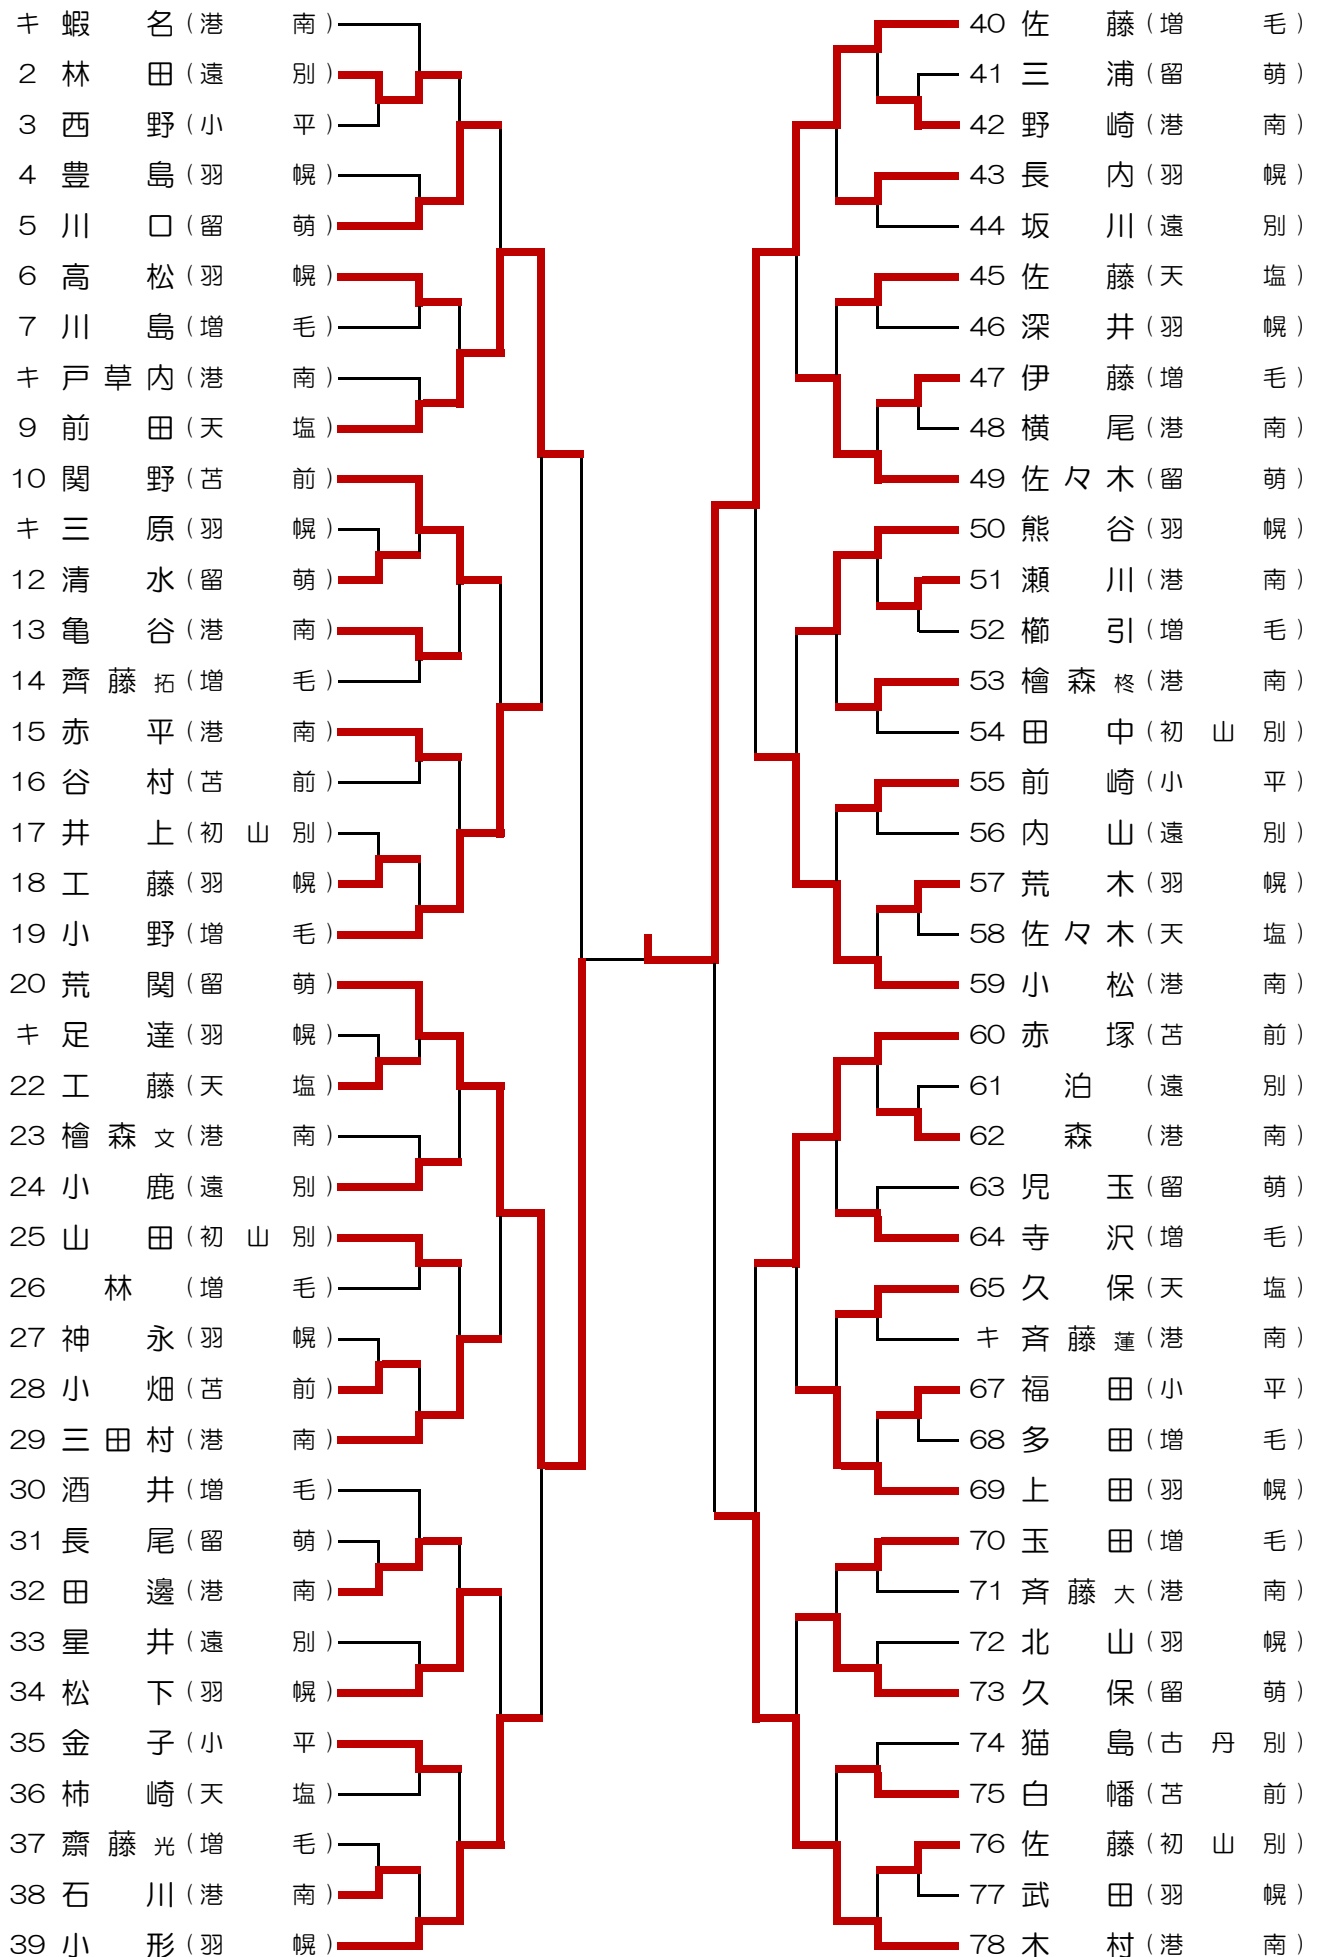 キ 蝦名(港南)
2 林田(遠別)
3 西野(小平)
4 豊島(羽幌)
5 川口(留萌)
6 高松(羽幌)
7 川島(増毛)
キ 戸草内(港南)
9 前田(天塩)
10 関野(苫前)
キ 三原(羽幌)
12 清水(留萌)
13 亀谷(港南)
14 齊藤拓(増毛)
15 赤平(港南)
16 谷村(苫前)
17 井上(初山別)
18 工藤(羽幌)
19 小野(増毛)
20 荒関(留萌)
キ 足達(羽幌)
22 工藤(天塩)
23 檜森文(港南)
24 小鹿(遠別)
25 山田(初山別)
26 林(増毛)
27 神永(羽幌)
28 小畑(苫前)
29 三田村(港南)
30 酒井(増毛)
31 長尾(留萌)
32 田邊(港南)
33 星井(遠別)
34 松下(羽幌)
35 金子(小平)
36 柿崎(天塩)
37 齋藤光(増毛)
38 石川(港南)
39 小形(羽幌)
40 佐藤(増毛)
41 三浦(留萌)
42 野崎(港南)
43 長内(羽幌)
44 坂川(遠別)
45 佐藤(天塩)
46 深井(羽幌)
47 伊藤(増毛)
48 横尾(港南)
49 佐々木(留萌)
50 熊谷(羽幌)
51 瀬川(港南)
52 櫛引(増毛)
53 檜森柊(港南)
54 田中(初山別)
55 前崎(小平)
56 内山(遠別)
57 荒木(羽幌)
58 佐々木(天塩)
59 小松(港南)
60 赤塚(苫前)
61 泊(遠別)
62 森(港南)
63 児玉(留萌)
64 寺沢(増毛)
65 久保(天塩)
キ 斉藤蓮(港南)
67 福田(小平)
68 多田(増毛)
69 上田(羽幌)
70 玉田(増毛)
71 斉藤大(港南)
72 北山(羽幌)
73 久保(留萌)
74 猫島(古丹別)
75 白幡(苫前)
76 佐藤(初山別)
77 武田(羽幌)
78 木村(港南)